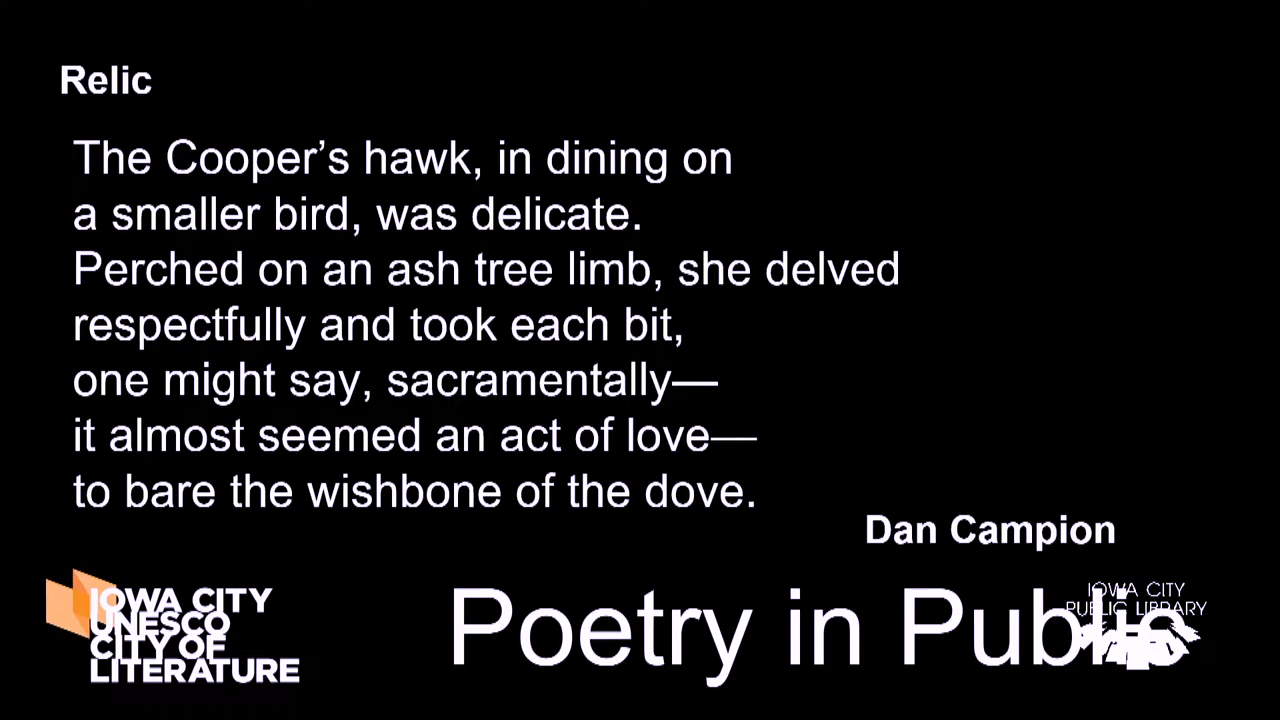 Relic
The Cooper’s hawk, in dining on
a smaller bird, was delicate.
Perched on an ash tree limb, she delved
respectfully and took each bit,
one might say, sacramentally—
it almost seemed an act of love—
to bare the wishbone of the dove.
Dan Campion
IOWA CITY
UNESCO
CITY OF
LITERATURE
Poetry in Public
IOWA CITY
PUBLIC LIBRARY